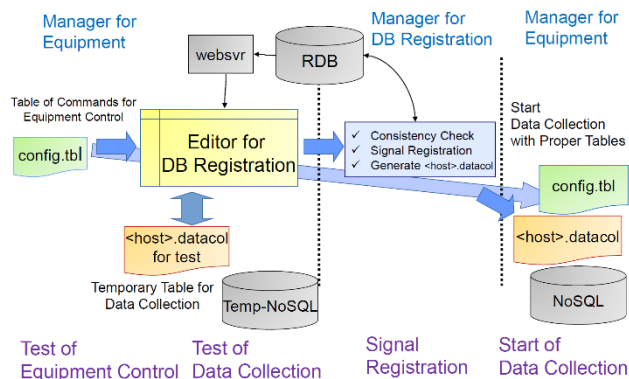 Manager for
Equipment
Manager for
DB Registration
Manager for
Equipment
websvr
RDB
Table of Commands for
Equipment Control
config.tbl
Editor for
DB Registration
✓ Consistency Check
✓ Signal Registration
✓ Generate <host>.datacol
Start
Data Collection
with Proper Tables
config.tbl
<host>.datacol
<host>.datacol
for test
Temporary Table for
Data Collection
Temp-NoSQL
NoSQL
Test of
Equipment Control
Test of
Data Collection
Signal
Registration
Start of
Data Collection